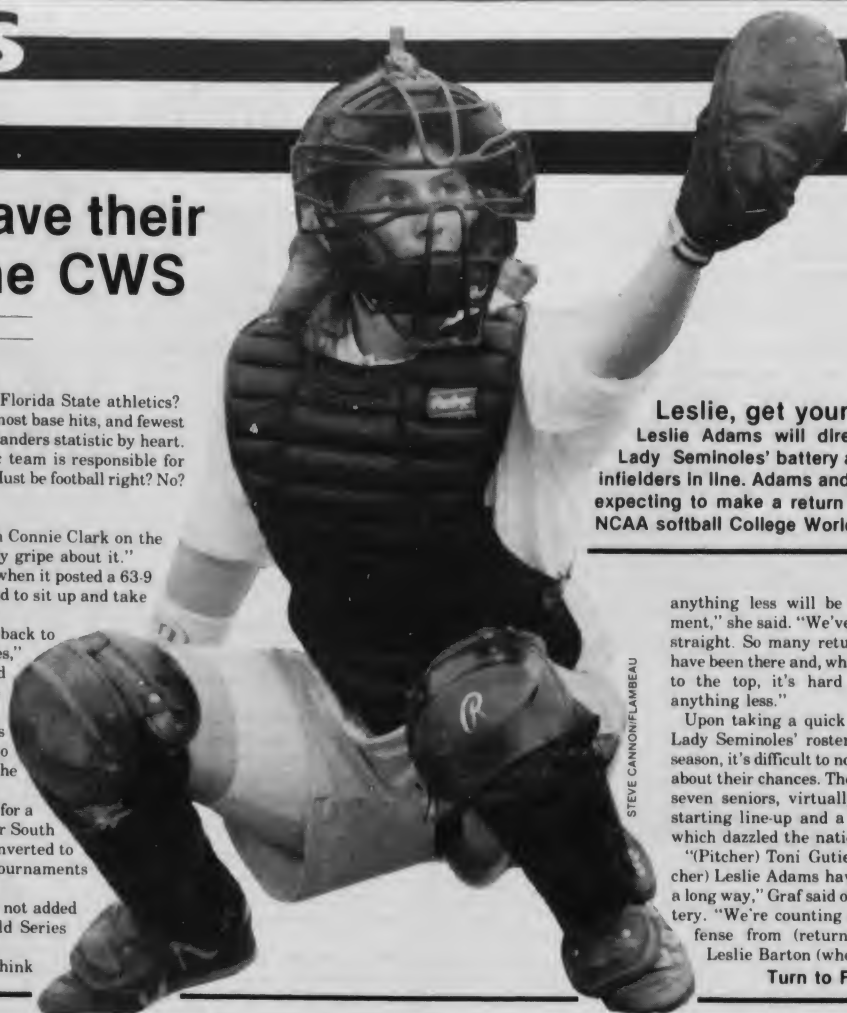 s
ave their
e CWS
Florida State athletics?
nost base hits, and fewest
anders statistic by heart.
team is responsible for
Must be football right? No?
n Connie Clark on the
y gripe about it."
when it posted a 63-9
d to sit up and take
back to
es,"
d
s
o
he
for a
r South
nverted to
ournaments
not added
ld Series
hink
Leslie, get your
Leslie Adams will dire
Lady Seminoles' battery a
infielders in line. Adams and
expecting to make a return
NCAA softball College Worl
STEVE CANNON/FLAMBEAU
anything less will be
ment," she said. "We've
straight. So many retu
have been there and, wh
to the top, it's hard
anything less."
Upon taking a quick
Lady Seminoles' roster
season, it's difficult to no
about their chances. The
seven seniors, virtuall
starting line-up and a
which dazzled the nati
"(Pitcher) Toni Gutie
cher) Leslie Adams hav
a long way," Graf said o
tery. "We're counting
fense from (return
Leslie Barton (who
Turn to F
R